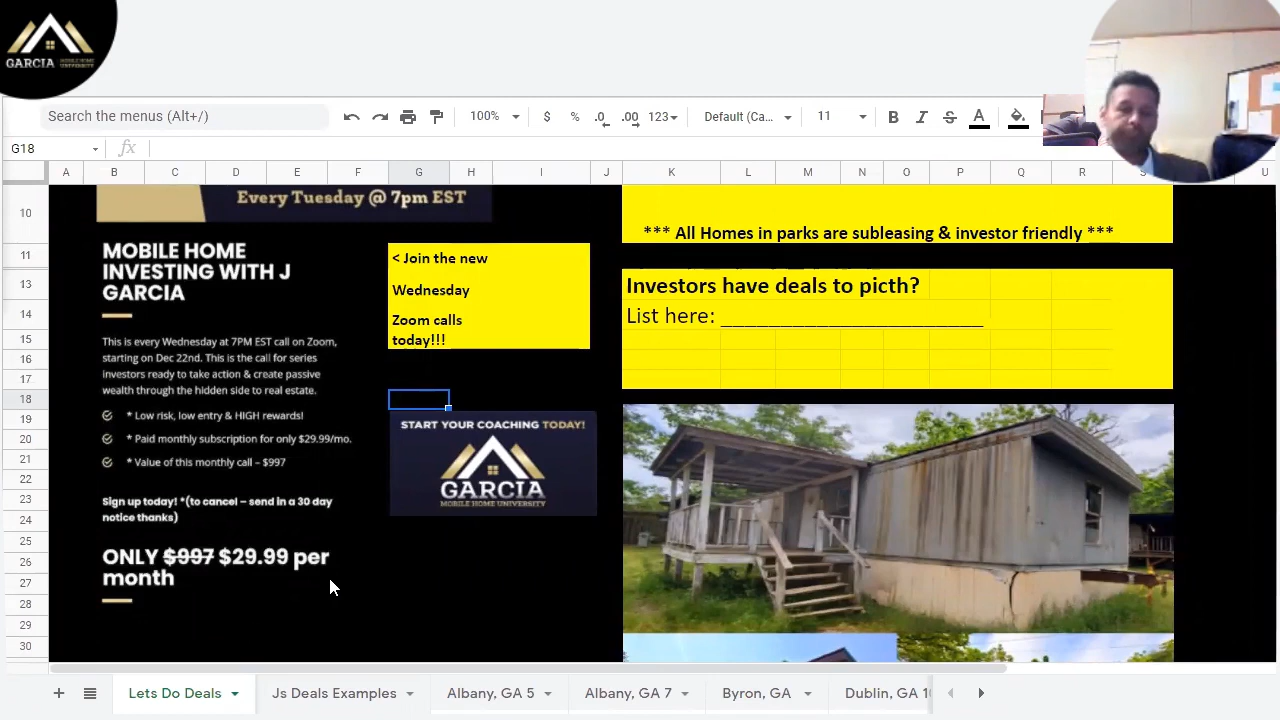 GARCIA MOBILE HOME UNIVERSITY
Search the menus (Alt+/)
100%
$ % .0 .00 123
Default (Ca...
11
B I S A
G18
fx
A B C D E F G H I J K L M N O P Q R S U
10
Every Tuesday @ 7pm EST
*** All Homes in parks are subleasing & investor friendly ***
11
MOBILE HOME
INVESTING WITH J
GARCIA
< Join the new
Wednesday
Zoom calls
today!!!
13
Investors have deals to picth?
14
List here: ________________________
15
This is every Wednesday at 7PM EST call on Zoom,
starting on Dec 22nd. This is the call for series
investors ready to take action & create passive
wealth through the hidden side to real estate.
16
17
18
* Low risk, low entry & HIGH rewards!
* Paid monthly subscription for only $29.99/mo.
* Value of this monthly call – $997
19
START YOUR COACHING TODAY!
GARCIA
MOBILE HOME UNIVERSITY
20
21
22
23
Sign up today! *(to cancel – send in a 30 day
notice thanks)
24
25
26
ONLY $997 $29.99 per
month
27
28
29
30
Lets Do Deals
Js Deals Examples
Albany, GA 5
Albany, GA 7
Byron, GA
Dublin, GA